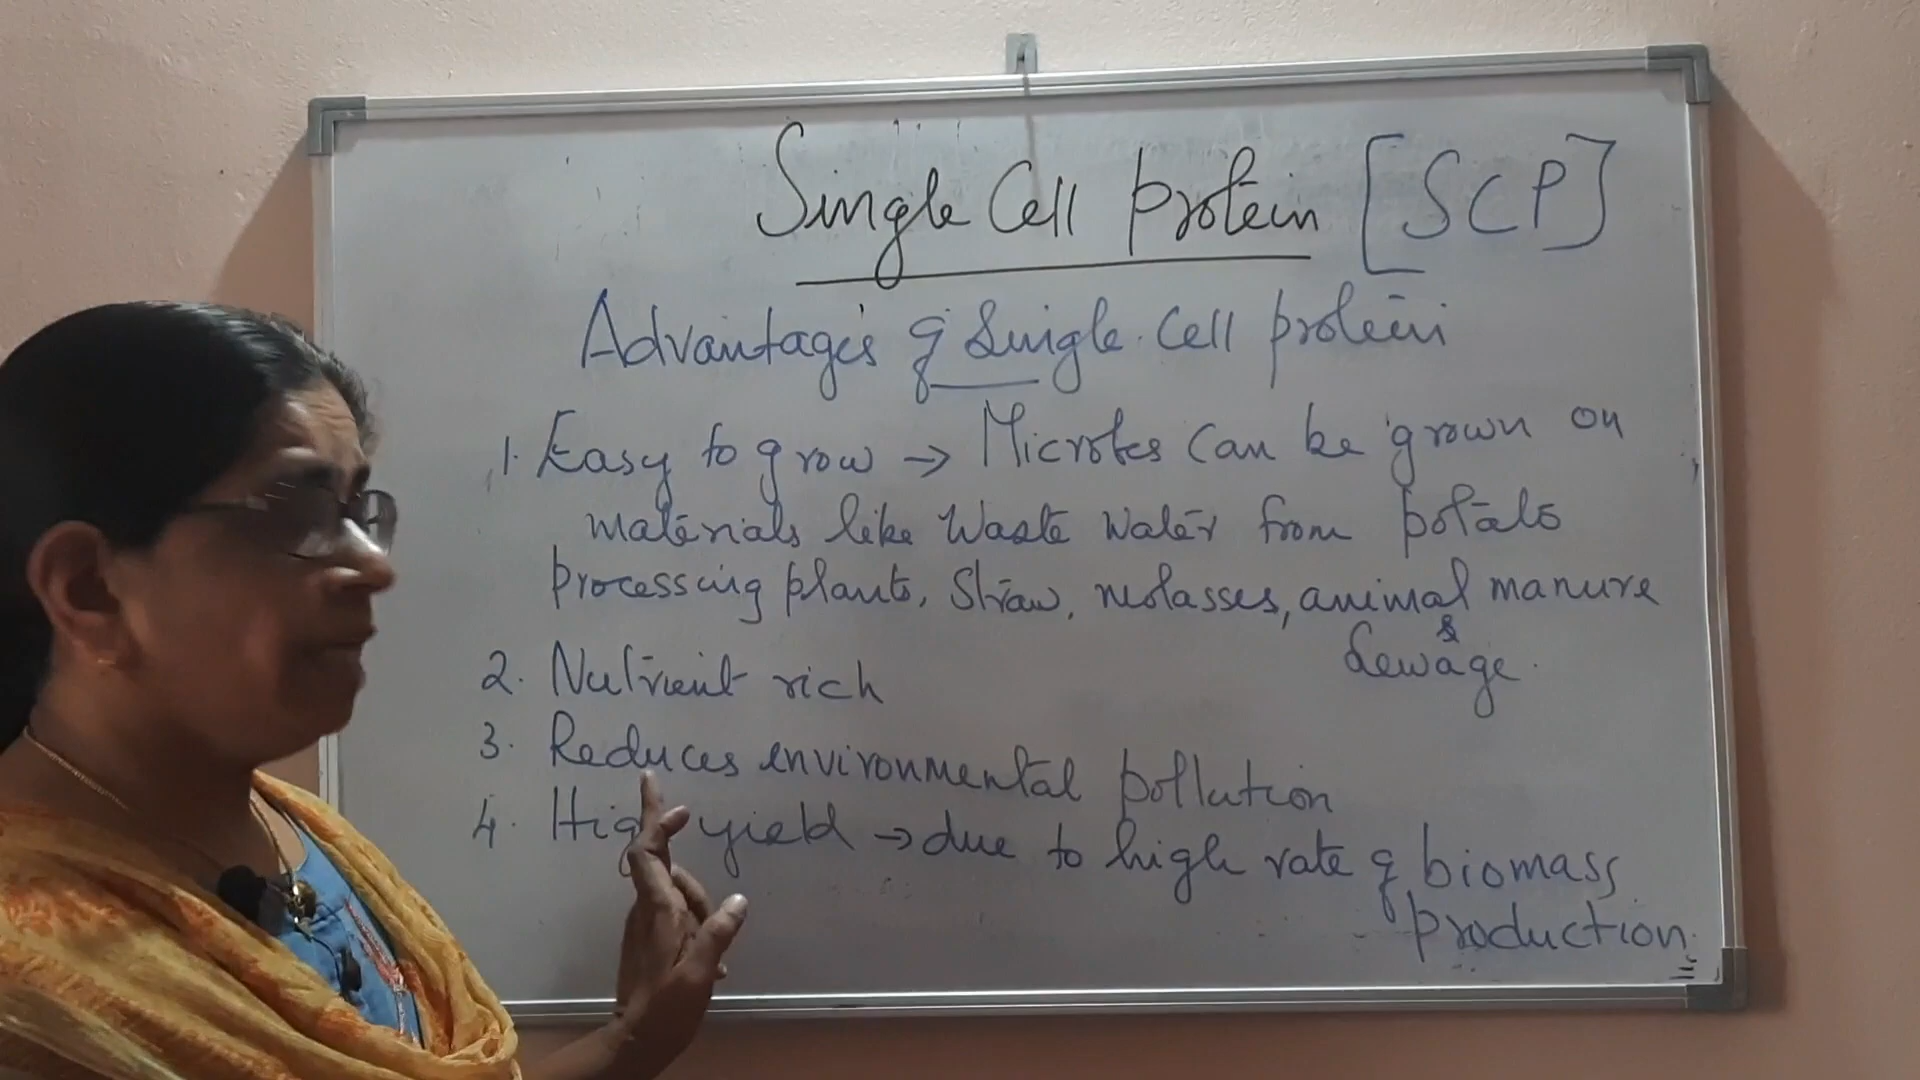 Single Cell protein [SCP]
Advantages of Single Cell protein
1. Easy to grow → Microbes can be grown on
materials like Waste Water from potato
processing plants, Straw, molasses, animal manure
& Sewage.
2. Nutrient rich
3. Reduces environmental pollution
4. High yield → due to high rate of biomass
production.